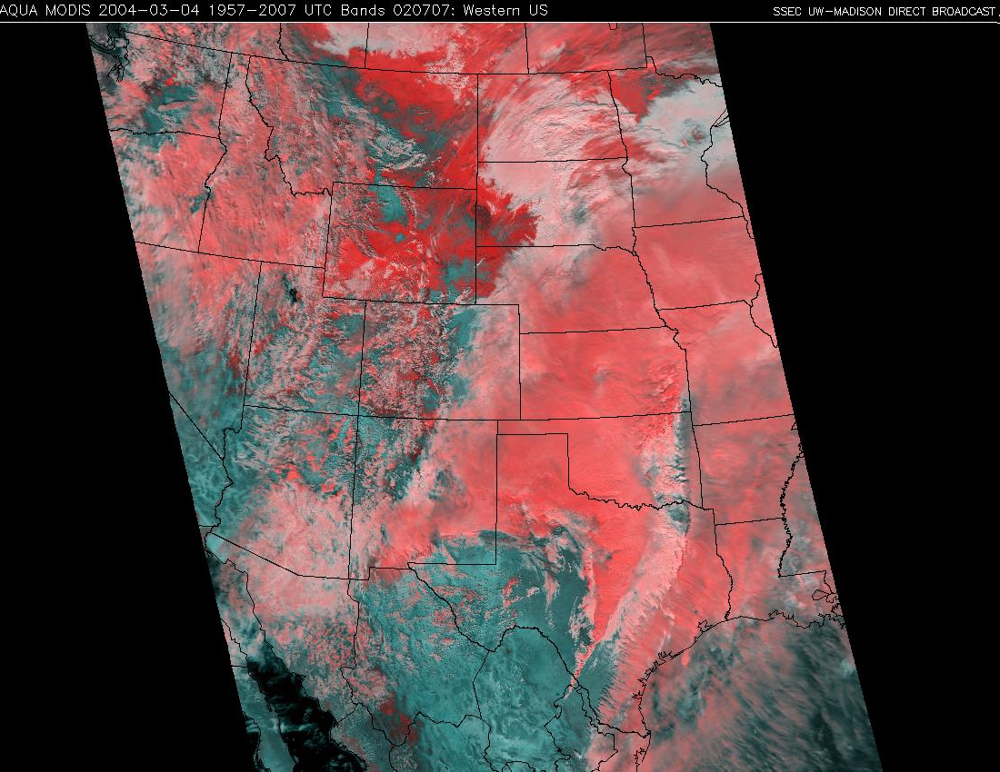 AQUA MODIS 2004-03-04 1957-2007 UTC Bands 020707: Western US
SSEC UW-MADISON DIRECT BROADCAST,